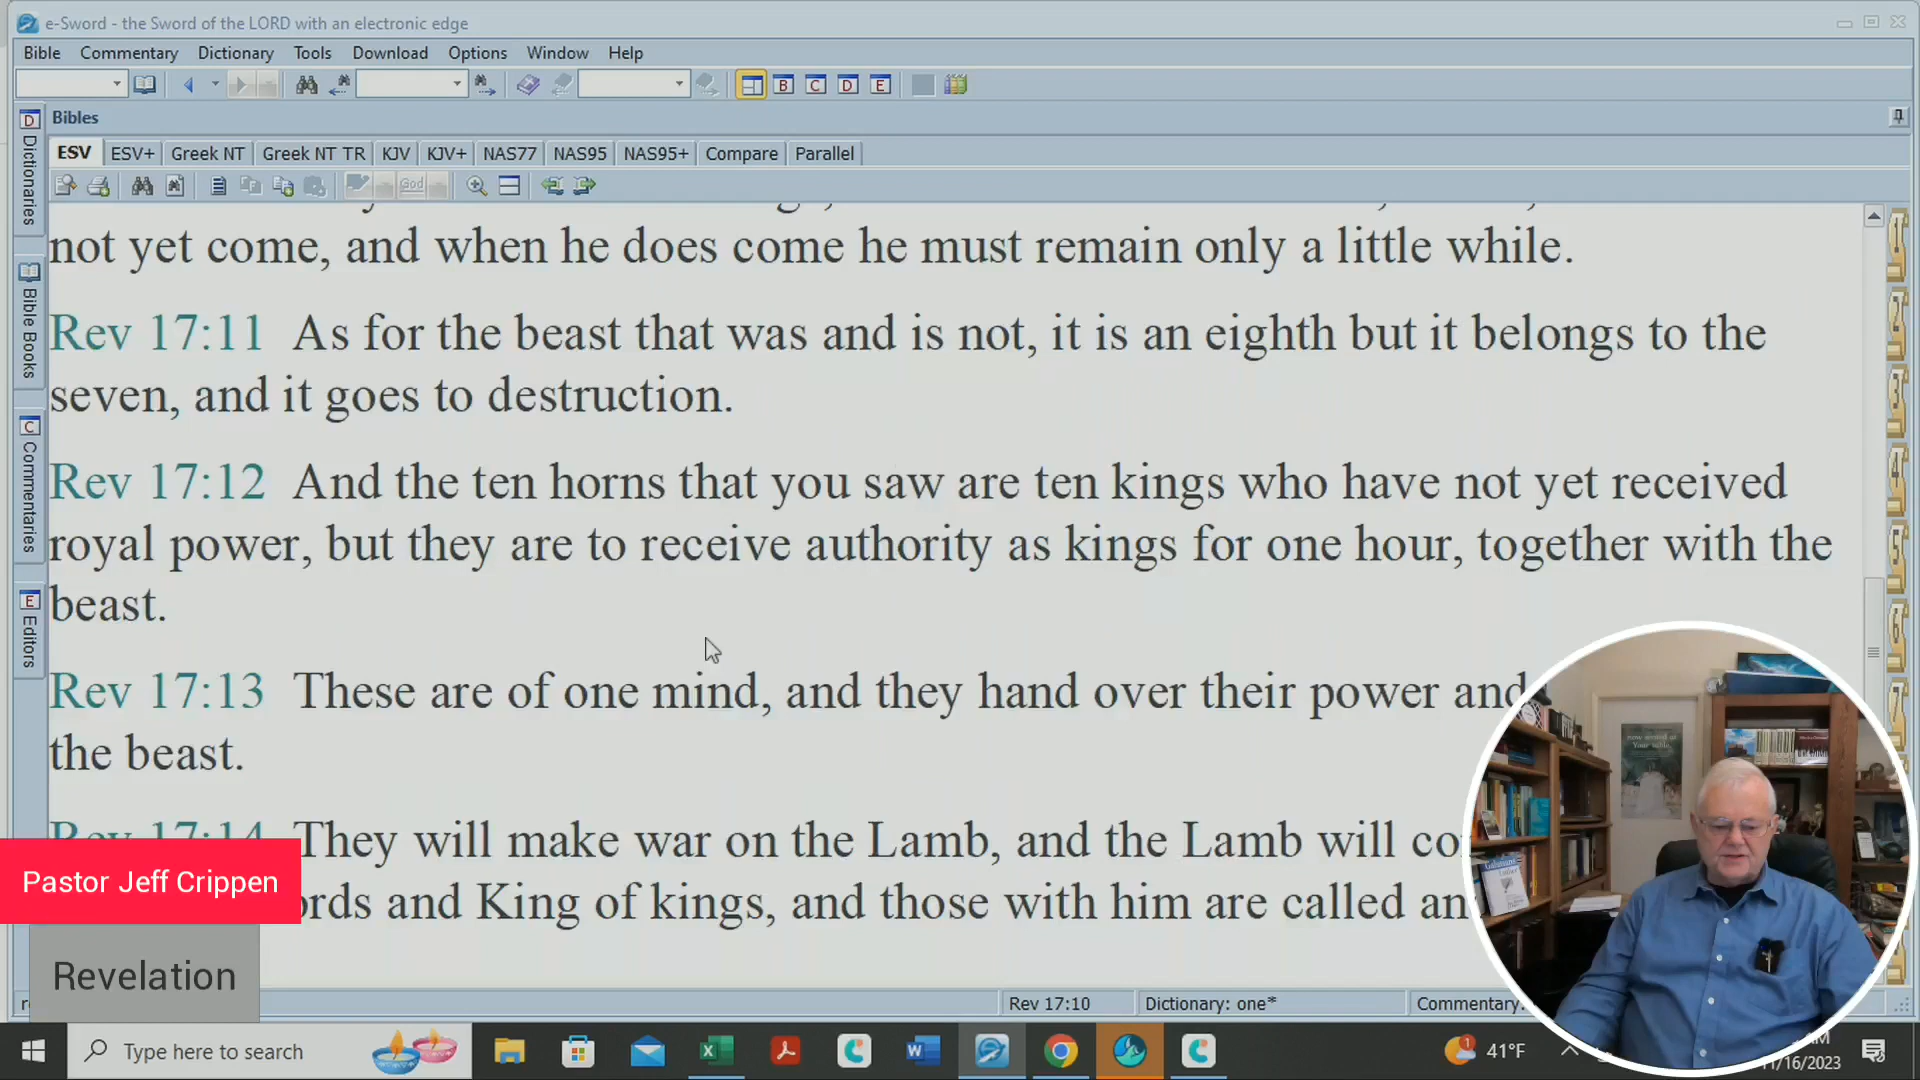 e-Sword - the Sword of the LORD with an electronic edge
Bible Commentary Dictionary Tools Download Options Window Help
B C D E
Bibles
ESV ESV+ Greek NT Greek NT TR KJV KJV+ NAS77 NAS95 NAS95+ Compare Parallel
God
D Dictionaries
Bible Books
C Commentaries
E Editors
not yet come, and when he does come he must remain only a little while.
Rev 17:11 As for the beast that was and is not, it is an eighth but it belongs to the
seven, and it goes to destruction.
Rev 17:12 And the ten horns that you saw are ten kings who have not yet received
royal power, but they are to receive authority as kings for one hour, together with the
beast.
Rev 17:13 These are of one mind, and they hand over their power and
the beast.
Rev 17:14 They will make war on the Lamb, and the Lamb will
and King of kings, and those with him are called
Pastor Jeff Crippen
Revelation
Rev 17:10 Dictionary: one* Commentary:
Type here to search
41°F
11/16/2023